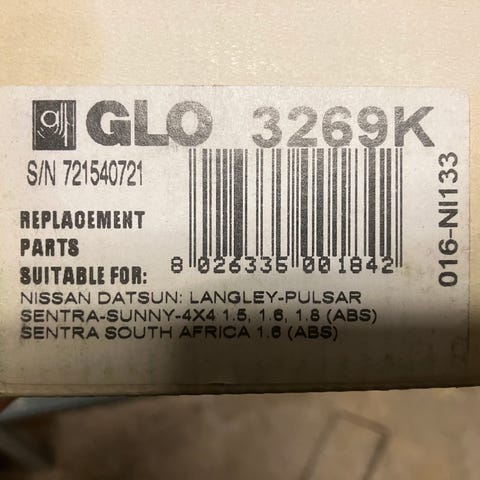 GLO 3269K
S/N 721540721
REPLACEMENT
PARTS
SUITABLE FOR:
8 026335 001842
016-NI133
NISSAN DATSUN: LANGLEY-PULSAR
SENTRA-SUNNY-4X4 1.5, 1.6, 1.8 (ABS)
SENTRA SOUTH AFRICA 1.6 (ABS)